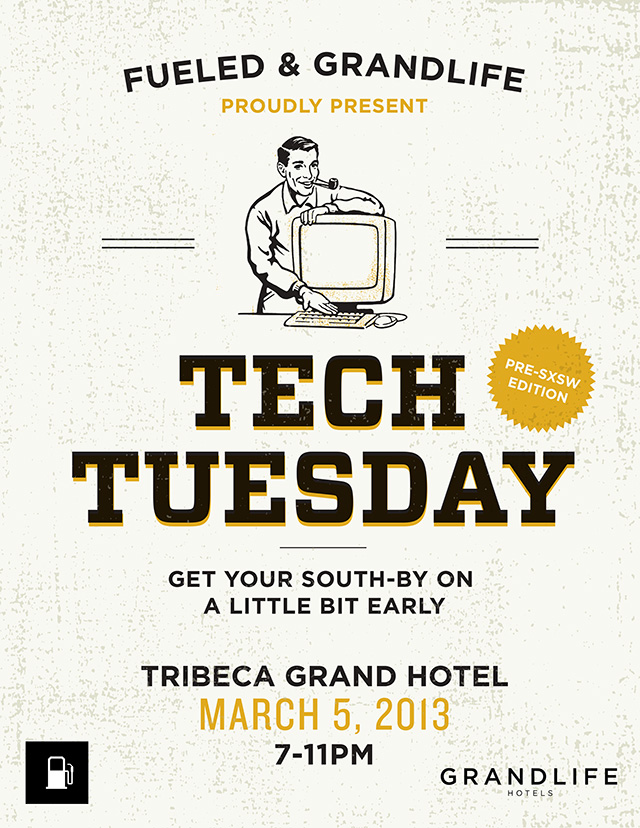 FUELED & GRANDLIFE
PROUDLY PRESENT
TECH
TUESDAY
PRE-SXSW
EDITION
GET YOUR SOUTH-BY ON
A LITTLE BIT EARLY
TRIBECA GRAND HOTEL
MARCH 5, 2013
7-11PM
GRANDLIFE
HOTELS